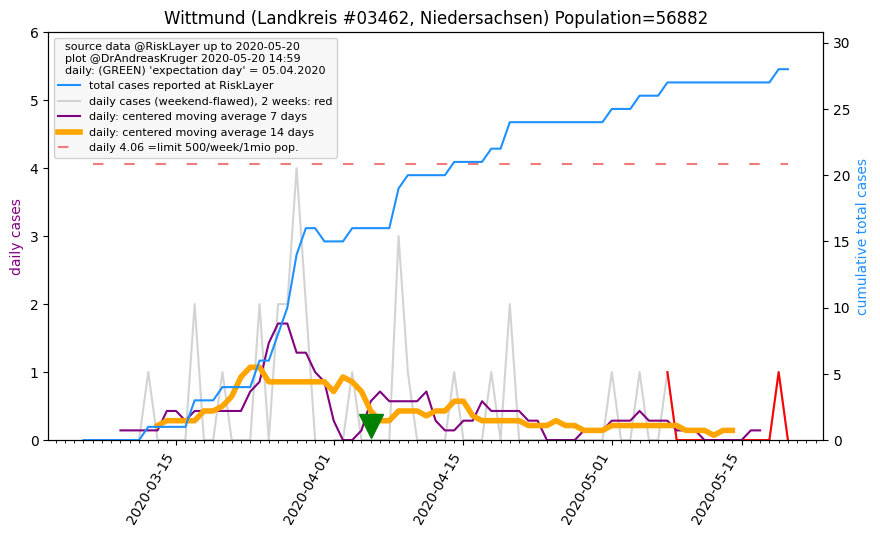 Wittmund (Landkreis #03462, Niedersachsen) Population=56882
source data @RiskLayer up to 2020-05-20
plot @DrAndreasKruger 2020-05-20 14:59
daily: (GREEN) 'expectation day' = 05.04.2020
total cases reported at RiskLayer
daily cases (weekend-flawed), 2 weeks: red
daily: centered moving average 7 days
daily: centered moving average 14 days
daily 4.06 =limit 500/week/1mio pop.
daily cases
6
5
4
3
2
1
0
cumulative total cases
30
25
20
15
10
5
0
2020-03-15
2020-04-01
2020-04-15
2020-05-01
2020-05-15